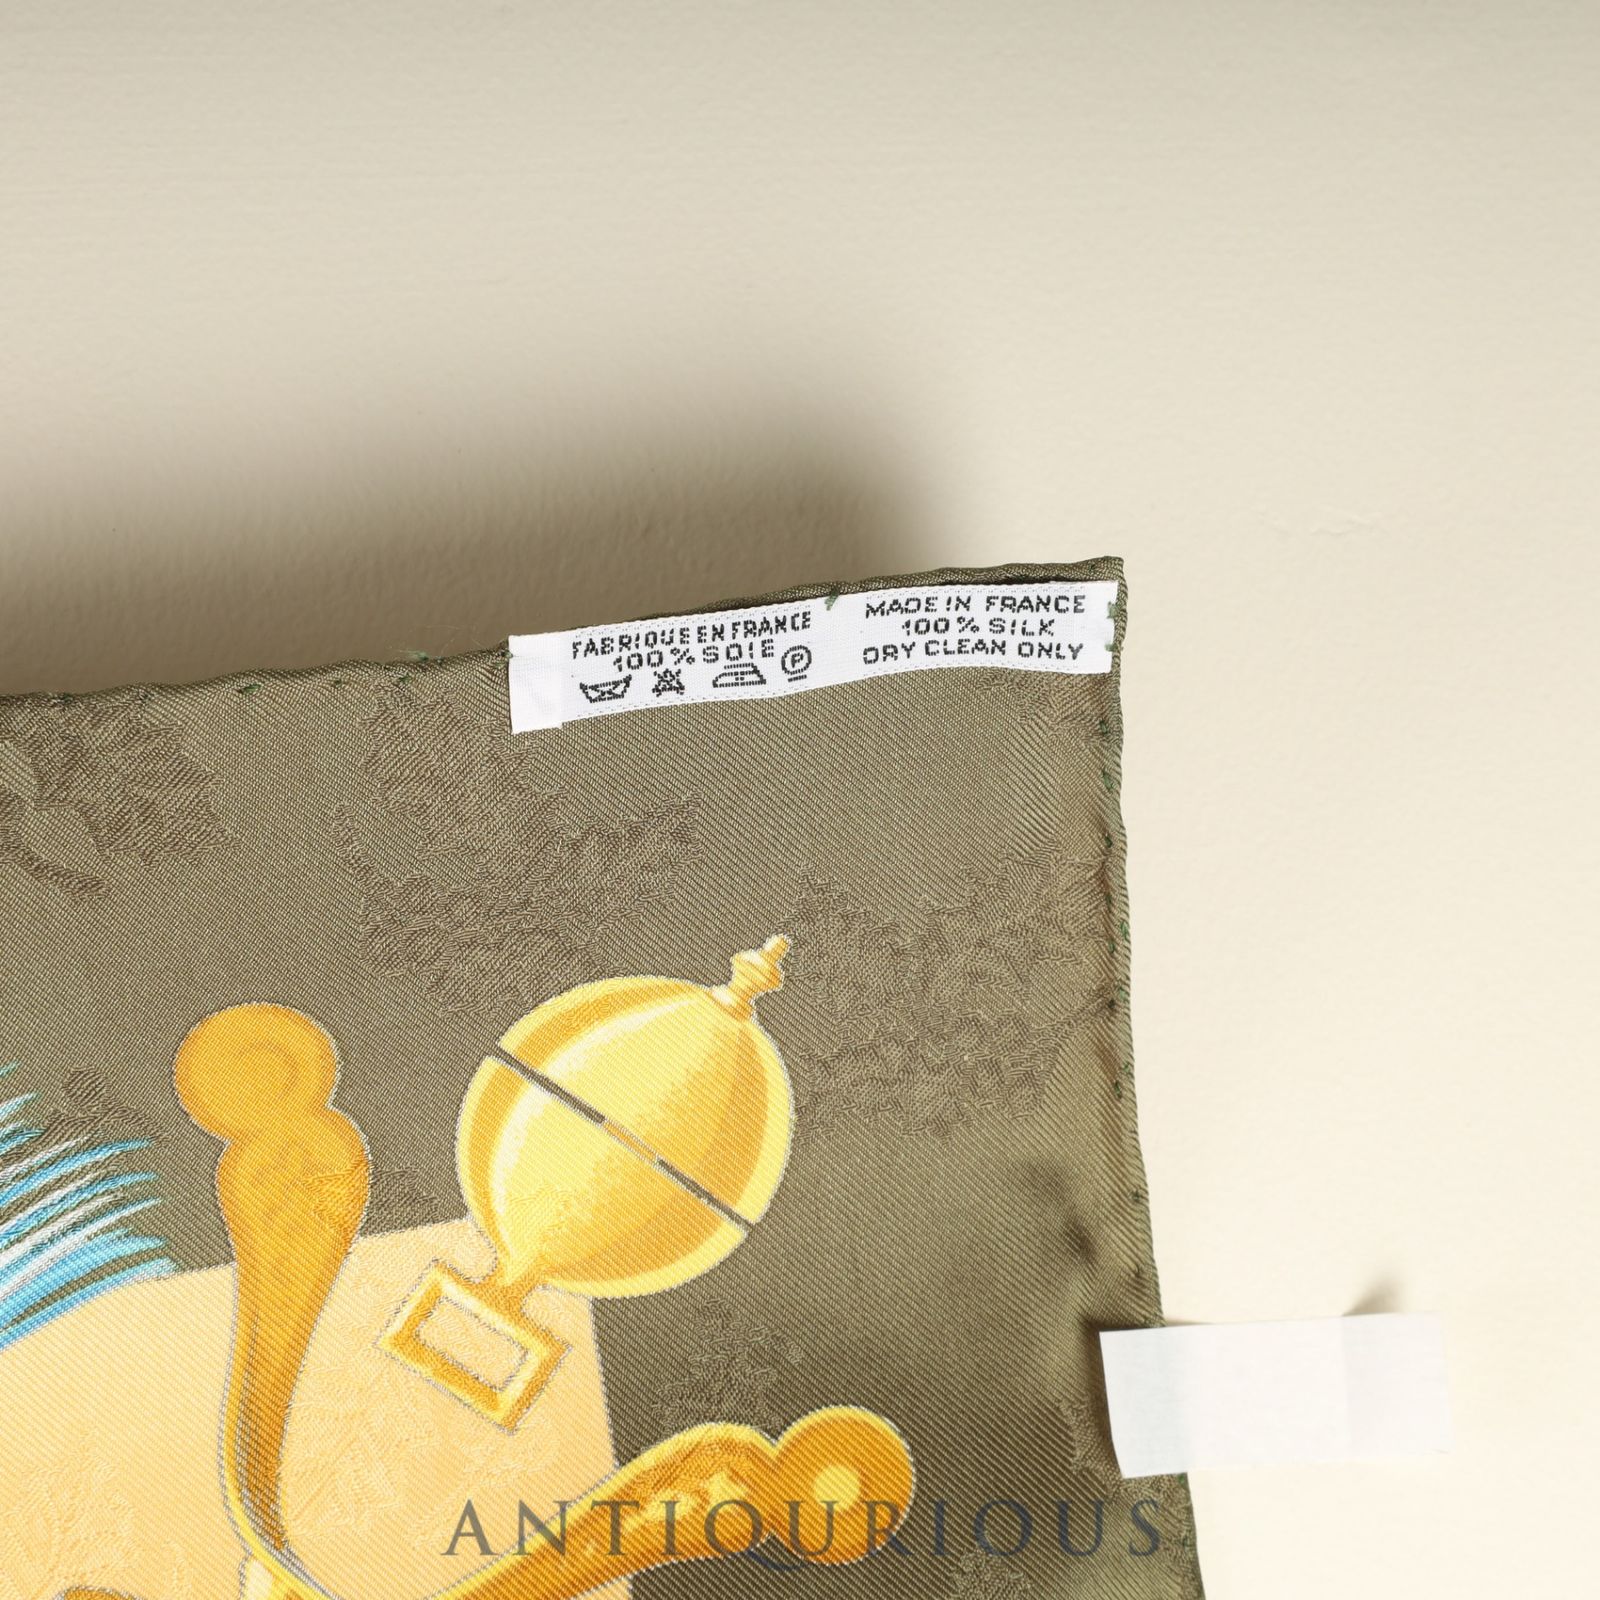 FABRIQUE EN FRANCE
100% SOIE
P
MADE IN FRANCE
100% SILK
DRY CLEAN ONLY
ANTIQURIOUS